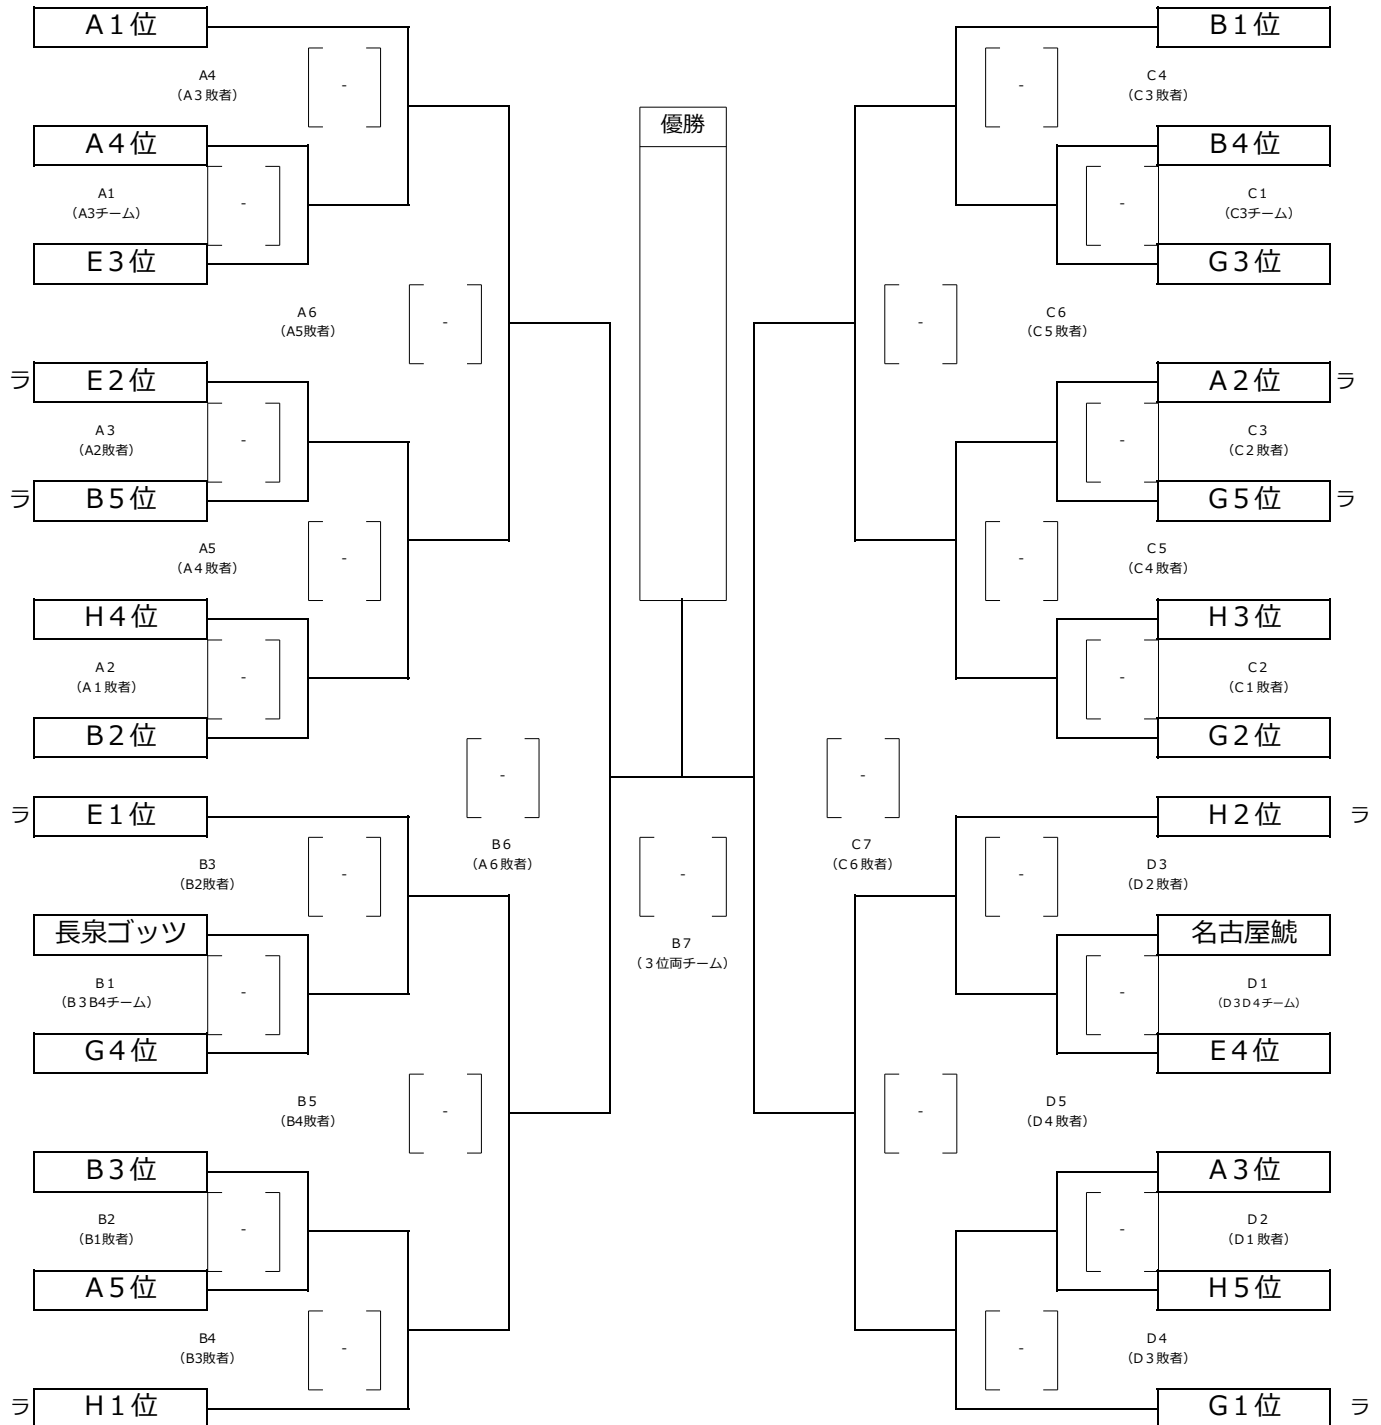 A1位
B1位
A4
（A3敗者）
-
-
C4
（C3敗者）
優勝
A4位
B4位
A1
（A3チーム）
-
-
C1
（C3チーム）
E3位
G3位
A6
（A5敗者）
-
-
C6
（C5敗者）
ラ E2位
A2位 ラ
A3
（A2敗者）
-
-
C3
（C2敗者）
ラ B5位
G5位 ラ
A5
（A4敗者）
-
-
C5
（C4敗者）
H4位
H3位
A2
（A1敗者）
-
-
C2
（C1敗者）
B2位
G2位
-
-
ラ E1位
H2位 ラ
B6
（A6敗者）
C7
（C6敗者）
B3
（B2敗者）
-
-
-
D3
（D2敗者）
長泉ゴッツ
名古屋鯱
B7
（3位両チーム）
B1
（B3B4チーム）
-
-
D1
（D3D4チーム）
G4位
E4位
B5
（B4敗者）
-
-
D5
（D4敗者）
B3位
A3位
B2
（B1敗者）
-
-
D2
（D1敗者）
A5位
H5位
B4
（B3敗者）
-
-
D4
（D3敗者）
ラ H1位
G1位 ラ